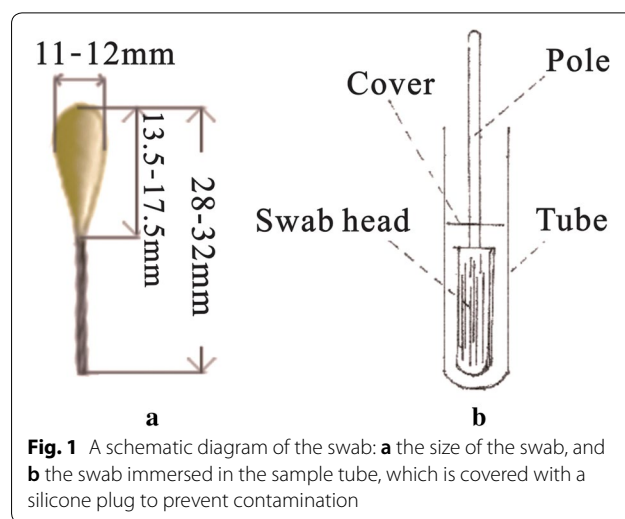 11-12mm
13.5-17.5mm
28-32mm
a
Pole
Cover
Swab head
Tube
b
Fig. 1 A schematic diagram of the swab: a the size of the swab, and
b the swab immersed in the sample tube, which is covered with a
silicone plug to prevent contamination